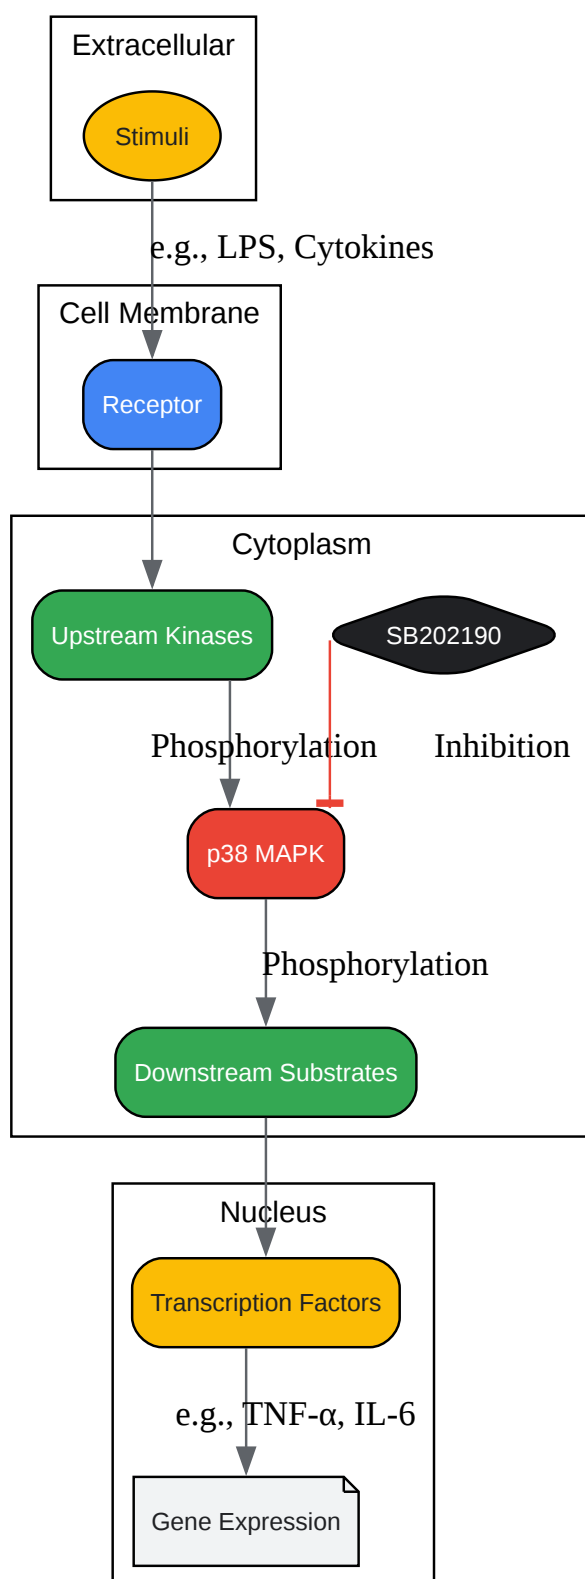 Extracellular
Stimuli
e.g., LPS, Cytokines
Cell Membrane
Receptor
Cytoplasm
Upstream Kinases
SB202190
Phosphorylation
Inhibition
p38 MAPK
Phosphorylation
Downstream Substrates
Nucleus
Transcription Factors
e.g., TNF-α, IL-6
Gene Expression